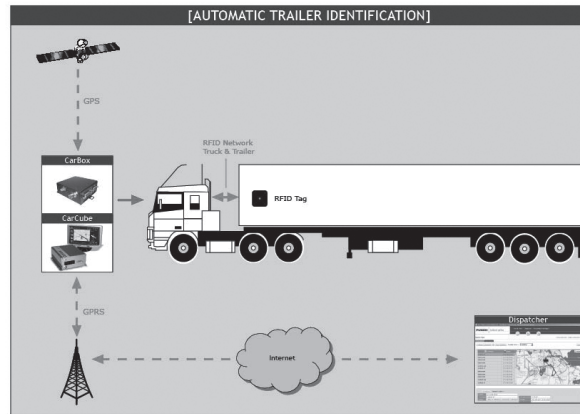 [AUTOMATIC TRAILER IDENTIFICATION]
GPS
RFID Network
Truck & Trailer
CarBox
RFID Tag
CarCube
GPRS
Dispatcher
Internet